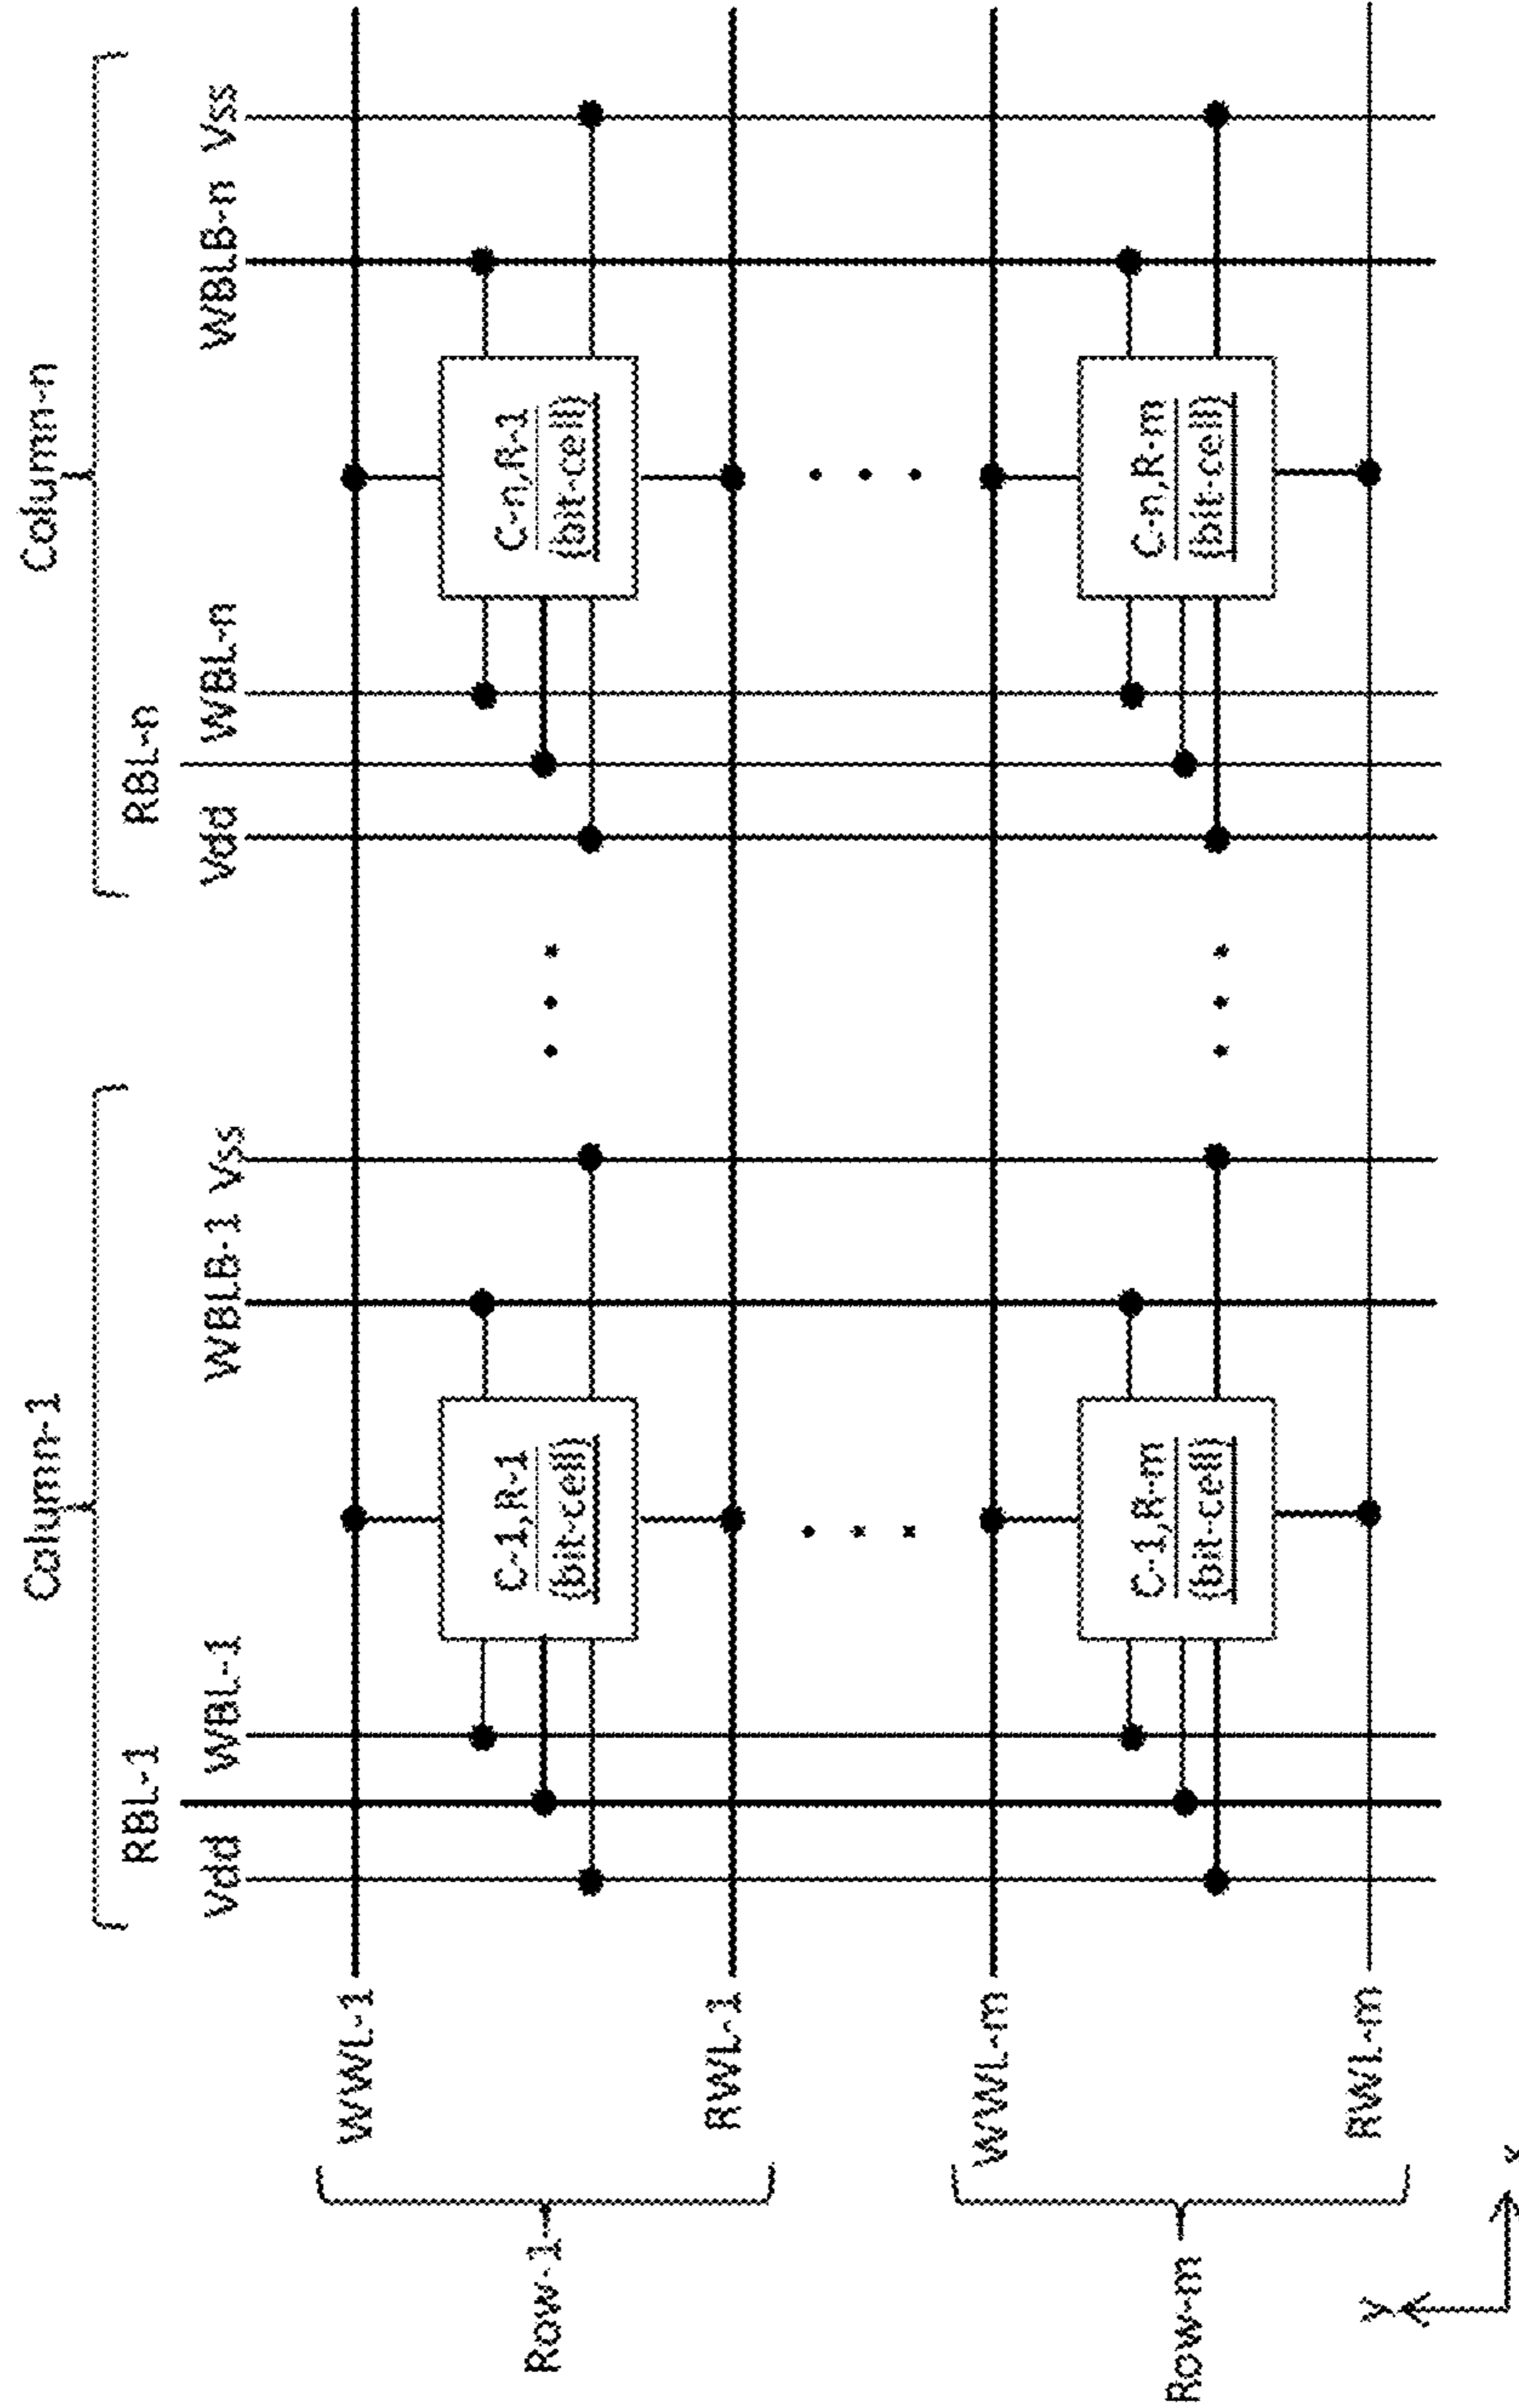 Column-1
Column-n
RBL-1
RBL-n
Vdd
WBL-1
WBLB-1
Vss
Vdd
WBL-n
WBLB-n
Vss
WWL-1
Row-1
C-1,R-1
(bit-cell)
C-n,R-1
(bit-cell)
RWL-1
WWL-m
Row-m
C-1,R-m
(bit-cell)
C-n,R-m
(bit-cell)
RWL-m
y
x